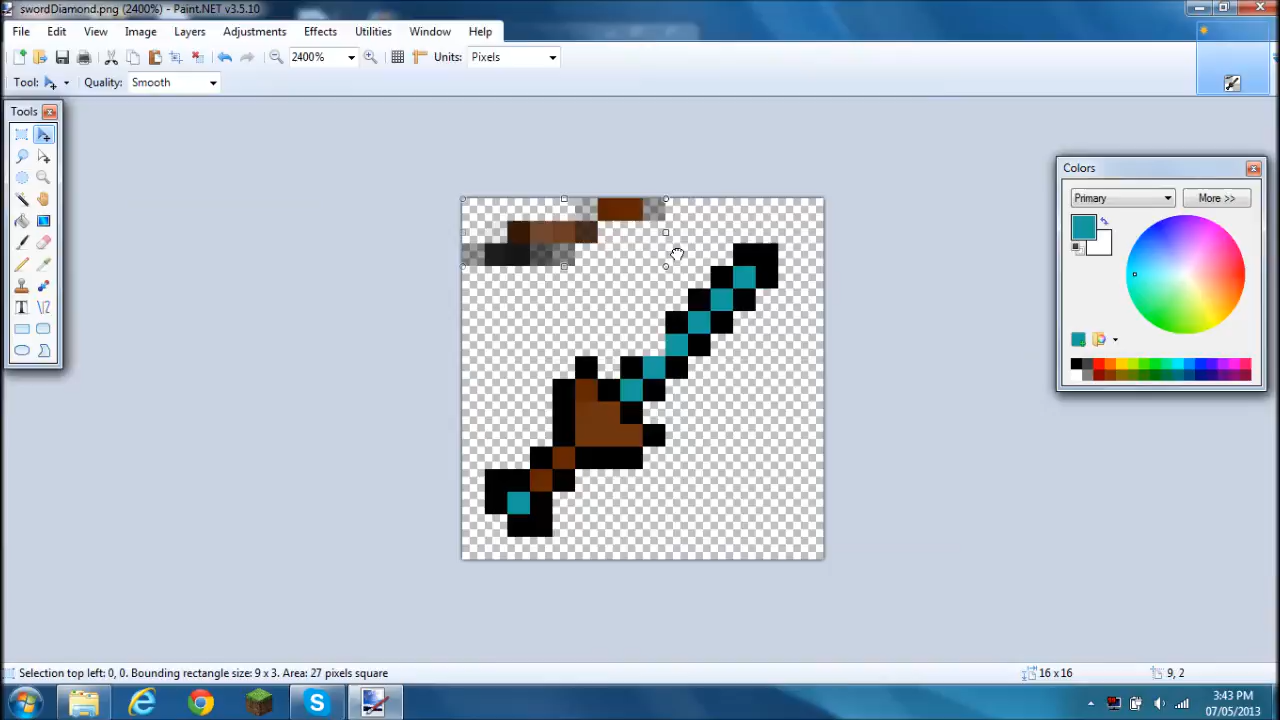 swordDiamond.png (2400%) - Paint.NET v3.5.10
File Edit View Image Layers Adjustments Effects Utilities Window Help
2400% Units: Pixels
Tool: Quality: Smooth
Tools
Colors
Primary More >>
Selection top left: 0, 0. Bounding rectangle size: 9 x 3. Area: 27 pixels square
16 x 16
9, 2
3:43 PM
07/05/2013